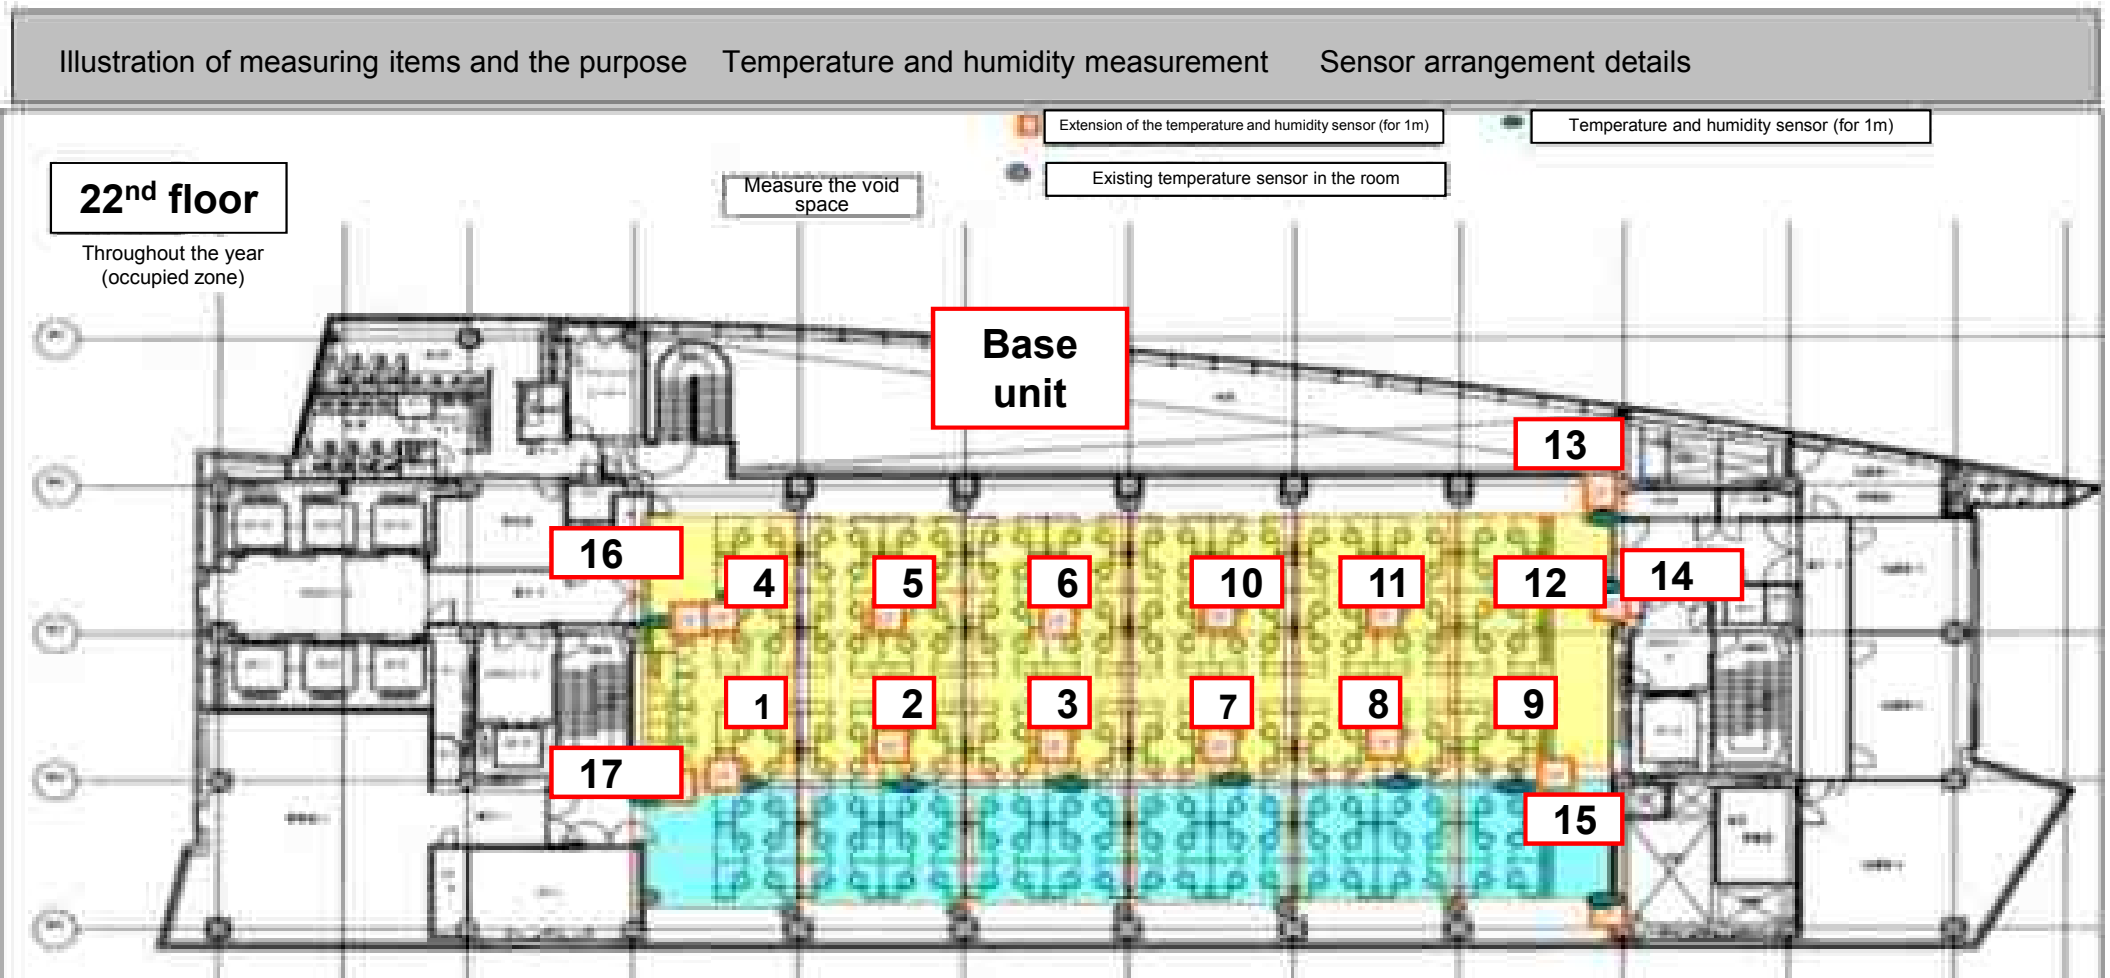 Illustration of measuring items and the purpose Temperature and humidity measurement Sensor arrangement details
Extension of the temperature and humidity sensor (for 1m)
Temperature and humidity sensor (for 1m)
Existing temperature sensor in the room
22nd floor
Throughout the year
(occupied zone)
Measure the void
space
Base
unit
13
16
4
5
6
10
11
12
14
1
2
3
7
8
9
17
15